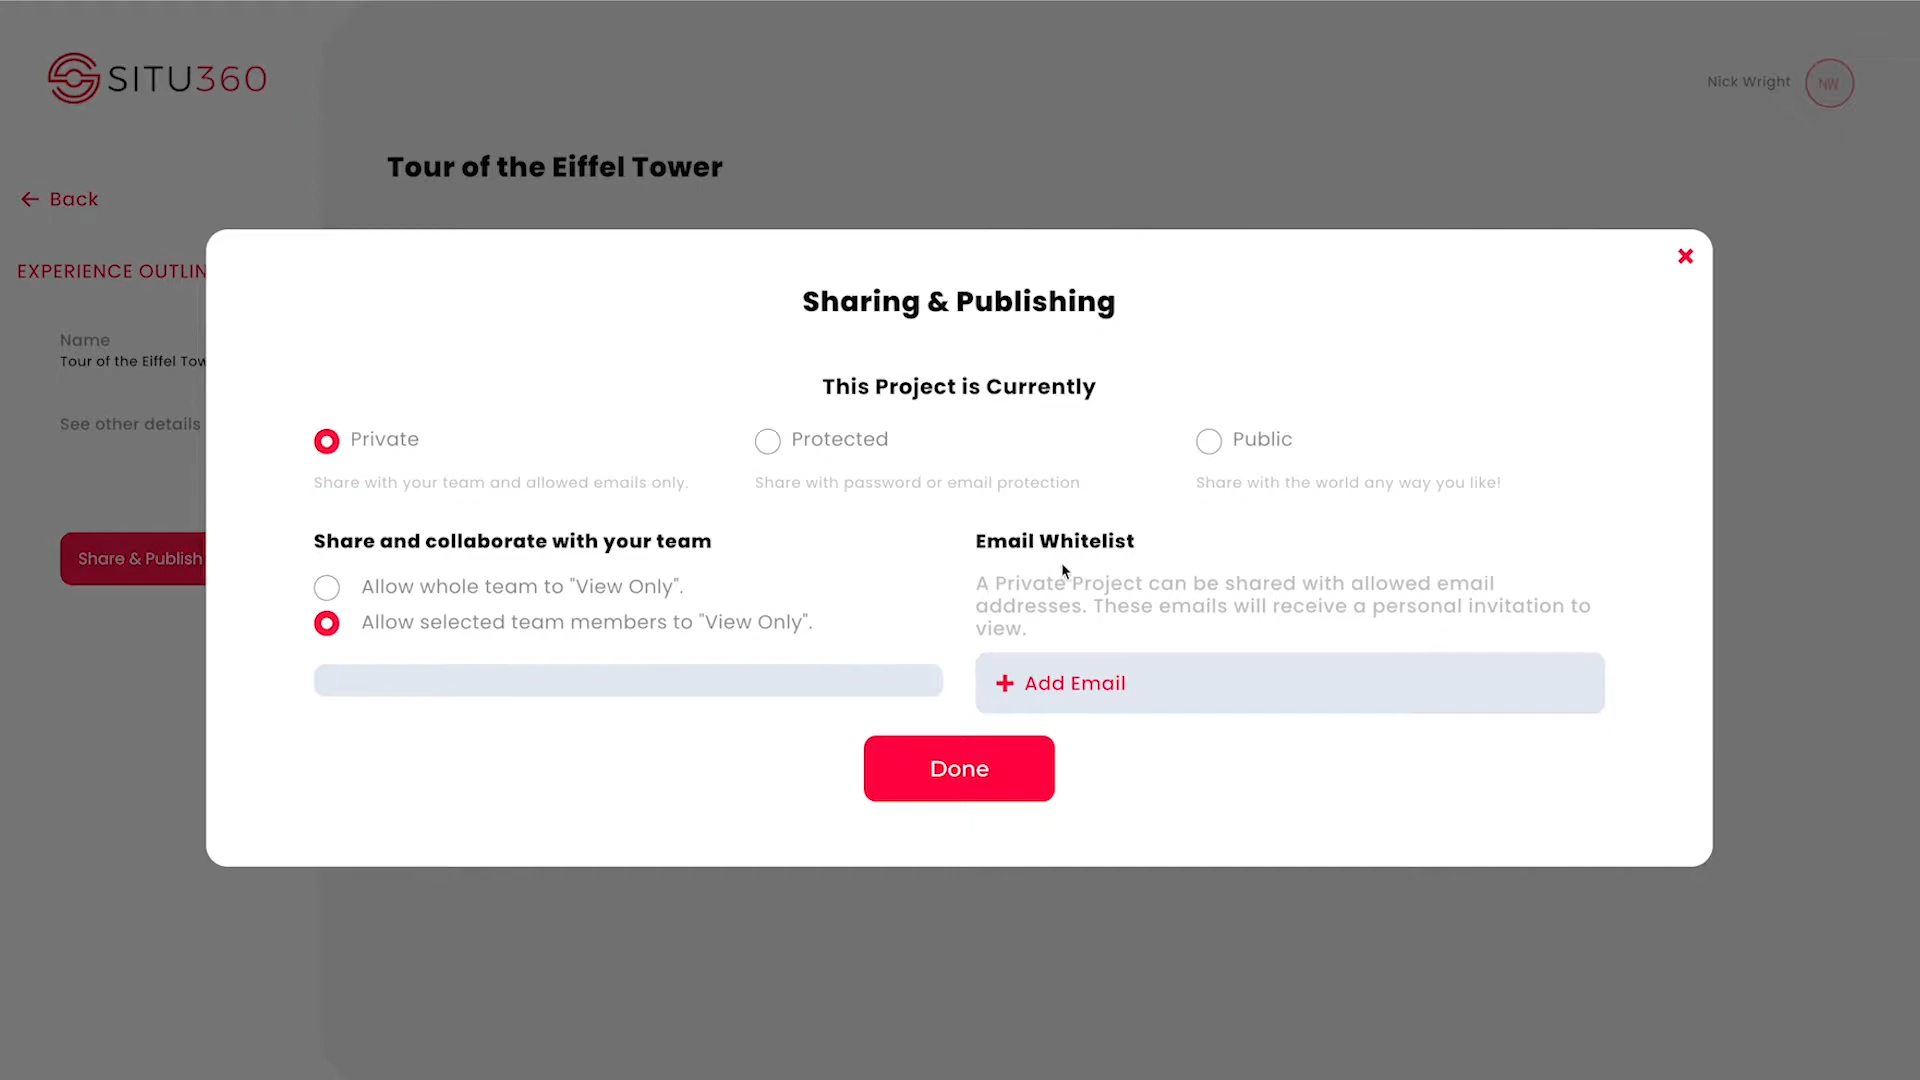 SITU360
Nick Wright
NW
Tour of the Eiffel Tower
Back
EXPERIENCE OUTLIN
Sharing & Publishing
Name
Tour of the Eiffel Tow
This Project is Currently
See other details
Private
Protected
Public
Share with your team and allowed emails only.
Share with password or email protection
Share with the world any way you like!
Share and collaborate with your team
Email Whitelist
Share & Publish
Allow whole team to "View Only".
Allow selected team members to "View Only".
A Private Project can be shared with allowed email
addresses. These emails will receive a personal invitation to
view.
Add Email
Done